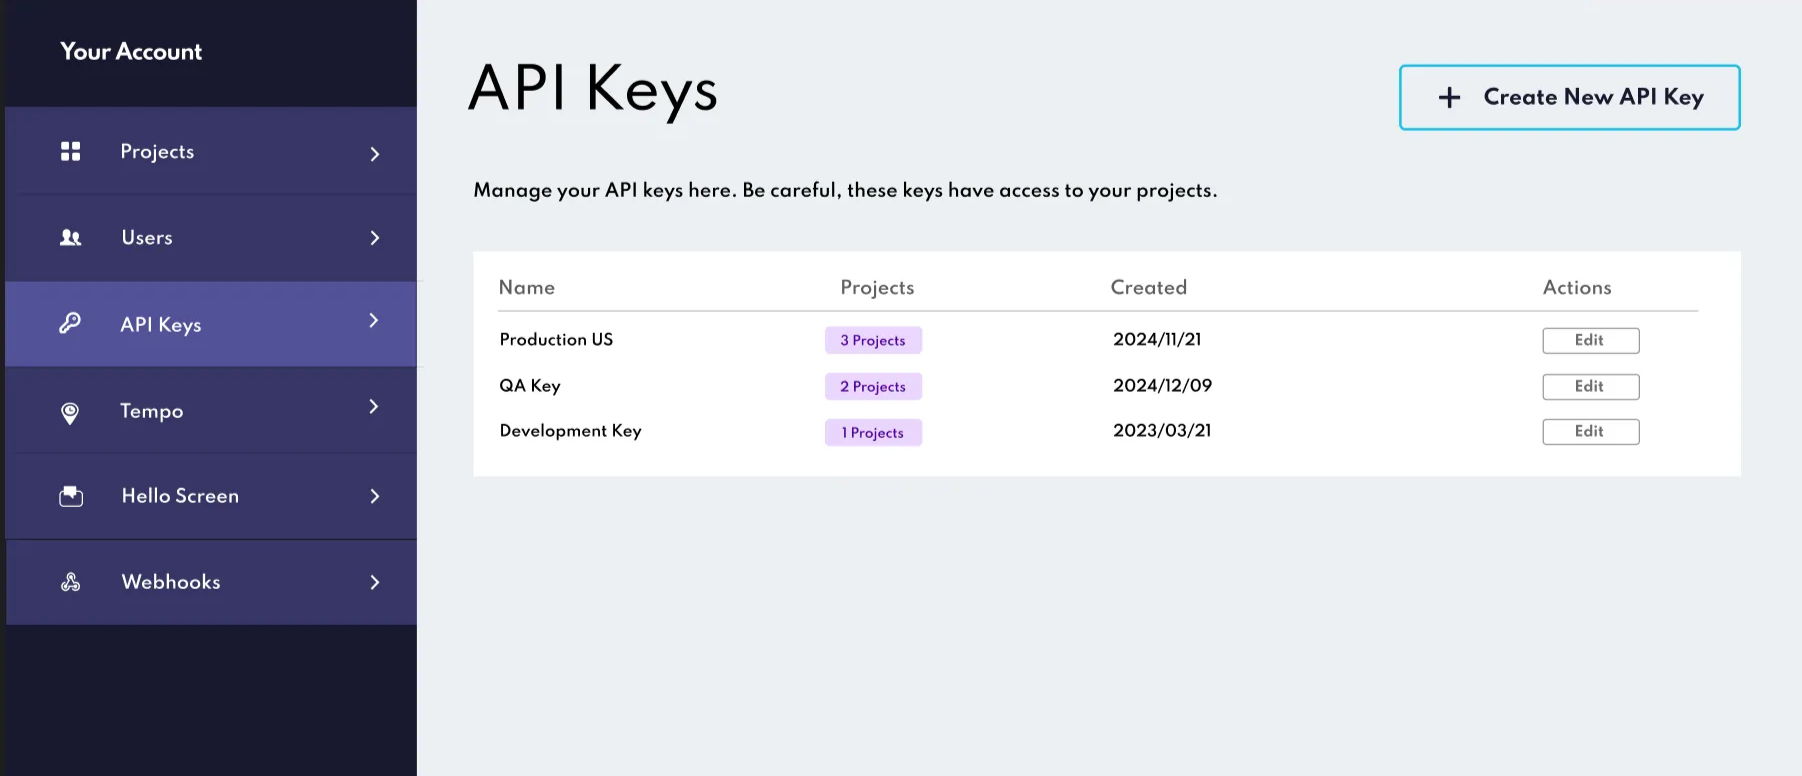 Your Account
Projects
Users
API Keys
Tempo
Hello Screen
Webhooks
API Keys
+ Create New API Key
Manage your API keys here. Be careful, these keys have access to your projects.
Name Projects Created Actions
Production US 3 Projects 2024/11/21 Edit
QA Key 2 Projects 2024/12/09 Edit
Development Key 1 Projects 2023/03/21 Edit